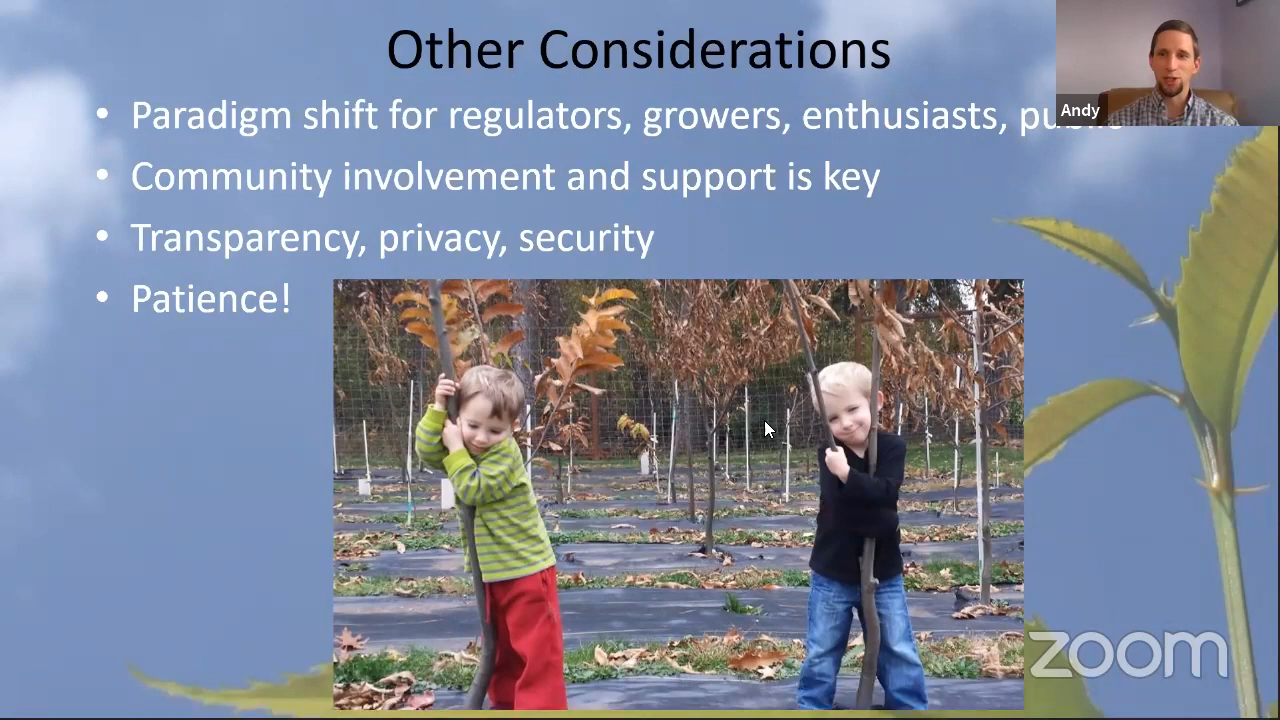 Other Considerations
Andy
• Paradigm shift for regulators, growers, enthusiasts,
• Community involvement and support is key
• Transparency, privacy, security
• Patience!
zoom